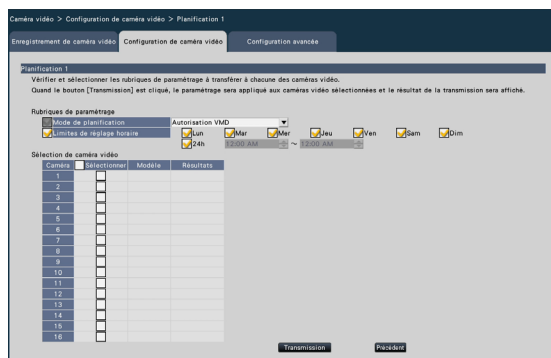 Caméra vidéo > Configuration de caméra vidéo > Planification 1
Enregistrement de caméra vidéo Configuration de caméra vidéo Configuration avancée
Planification 1
Vérifier et sélectionner les rubriques de paramétrage à transférer à chacune des caméras vidéo.
Quand le bouton [Transmission] est cliqué, le paramétrage sera appliqué aux caméras vidéo sélectionnées et le résultat de la transmission sera affiché.
Rubriques de paramétrage
Mode de planification Autorisation VMD
Limites de réglage horaire Lun Mar Mer Jeu Ven Sam Dim
24h 12:00 AM ~ 12:00 AM
Sélection de caméra vidéo
Caméra Sélectionner Modèle Résultats
1
2
3
4
5
6
7
8
9
10
11
12
13
14
15
16
Transmission Précédent